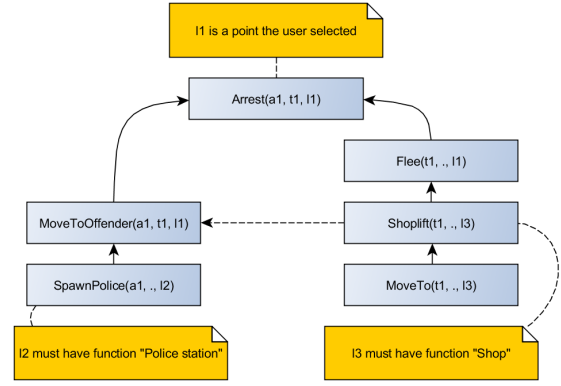 l1 is a point the user selected
Arrest(a1, t1, l1)
Flee(t1, ., l1)
MoveToOffender(a1, t1, l1)
Shoplift(t1, ., l3)
SpawnPolice(a1, ., l2)
MoveTo(t1, ., l3)
l2 must have function "Police station"
l3 must have function "Shop"